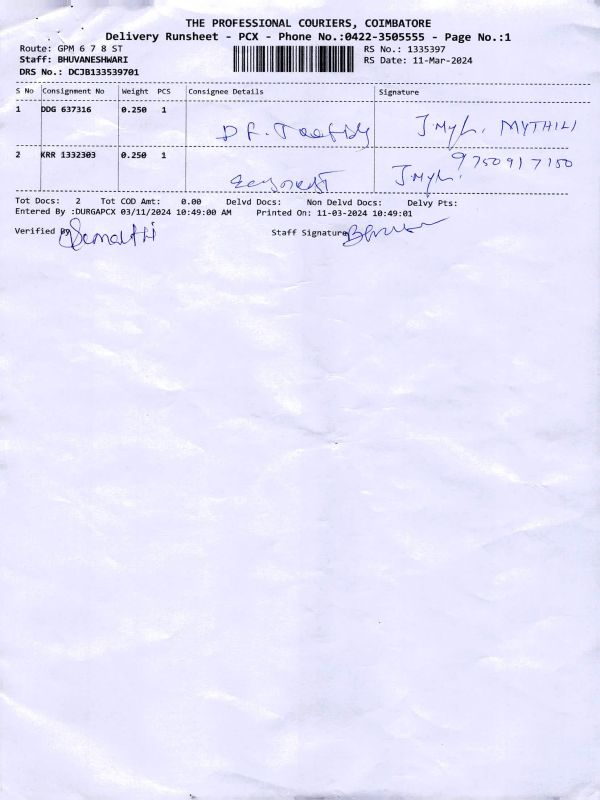 THE PROFESSIONAL COURIERS, COIMBATORE
Delivery Runsheet - PCX - Phone No.:0422-3505555 - Page No.:1
Route: GPM 6 7 8 ST
RS No.: 1335397
Staff: BHUVANESHWARI
RS Date: 11-Mar-2024
DRS No.: DCJB133539701
S No Consignment No Weight PCS Consignee Details Signature
1 DDG 637316 0.250 1
MYTHILI
2 KRR 1332303 0.250 1
9750917150
Tot Docs: 2 Tot COD Amt: 0.00 Delvd Docs: Non Delvd Docs: Delvy Pts:
Entered By :DURGAPCX 03/11/2024 10:49:00 AM Printed On: 11-03-2024 10:49:01
Verified By
Staff Signature